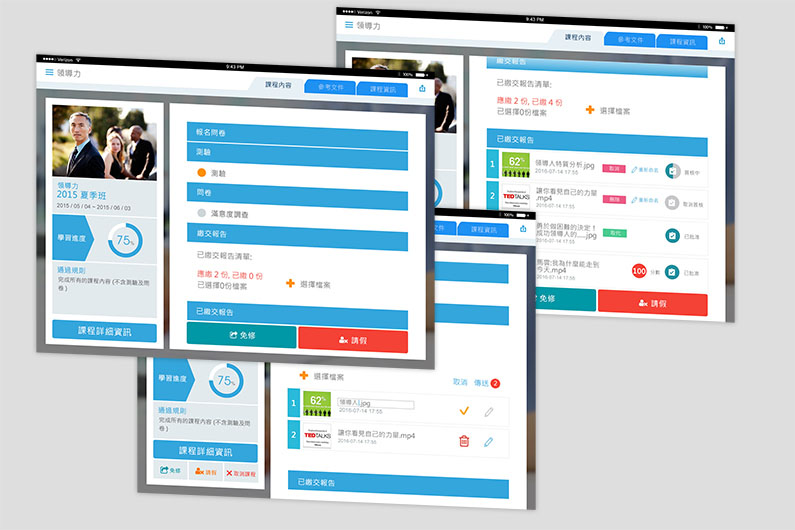 Verizon
9:43 PM
100%
領導力
課程內容
參考文件
課程資訊
領導力
2015 夏季班
2015 / 05 / 04 ~ 2015 / 06 / 03
學習進度
75%
通過規則
完成所有的課程內容 (不含測驗及問
卷 )
課程詳細資訊
報名問卷
測驗
測驗
問卷
滿意度調查
繳交報告
已繳交報告清單:
應繳 2 份, 已繳 0 份
已選擇0份檔案
選擇檔案
已繳交報告
免修
請假
Verizon
9:43 PM
100%
領導力
課程內容
參考文件
課程資訊
繳交報告
已繳交報告清單:
應繳 2 份, 已繳 4 份
已選擇0份檔案
選擇檔案
已繳交報告
1
62%
領導人特質分析.jpg
2016-07-14 17:55
取消
重新命名
審核中
2
TEDTALKS
讓你看見自己的力量
.mp4
2016-07-14 17:55
刪除
重新命名
取消審核
勇於做困難的決定！
成功領導人的.....jpg
2016-07-14 17:55
取代
已批准
馬雲:我為什麼能走到
今天.mp4
100
分數
已批准
免修
請假
100%
文件
課程資訊
學習進度
75%
通過規則
完成所有的課程內容 (不含測驗及問
卷 )
課程詳細資訊
免修
請假
取消課程
選擇檔案
取消
傳送
2
1
62%
領導人.jpg
2016-07-14 17:55
2
TEDTALKS
讓你看見自己的力量.mp4
2016-07-14 17:55
已繳交報告